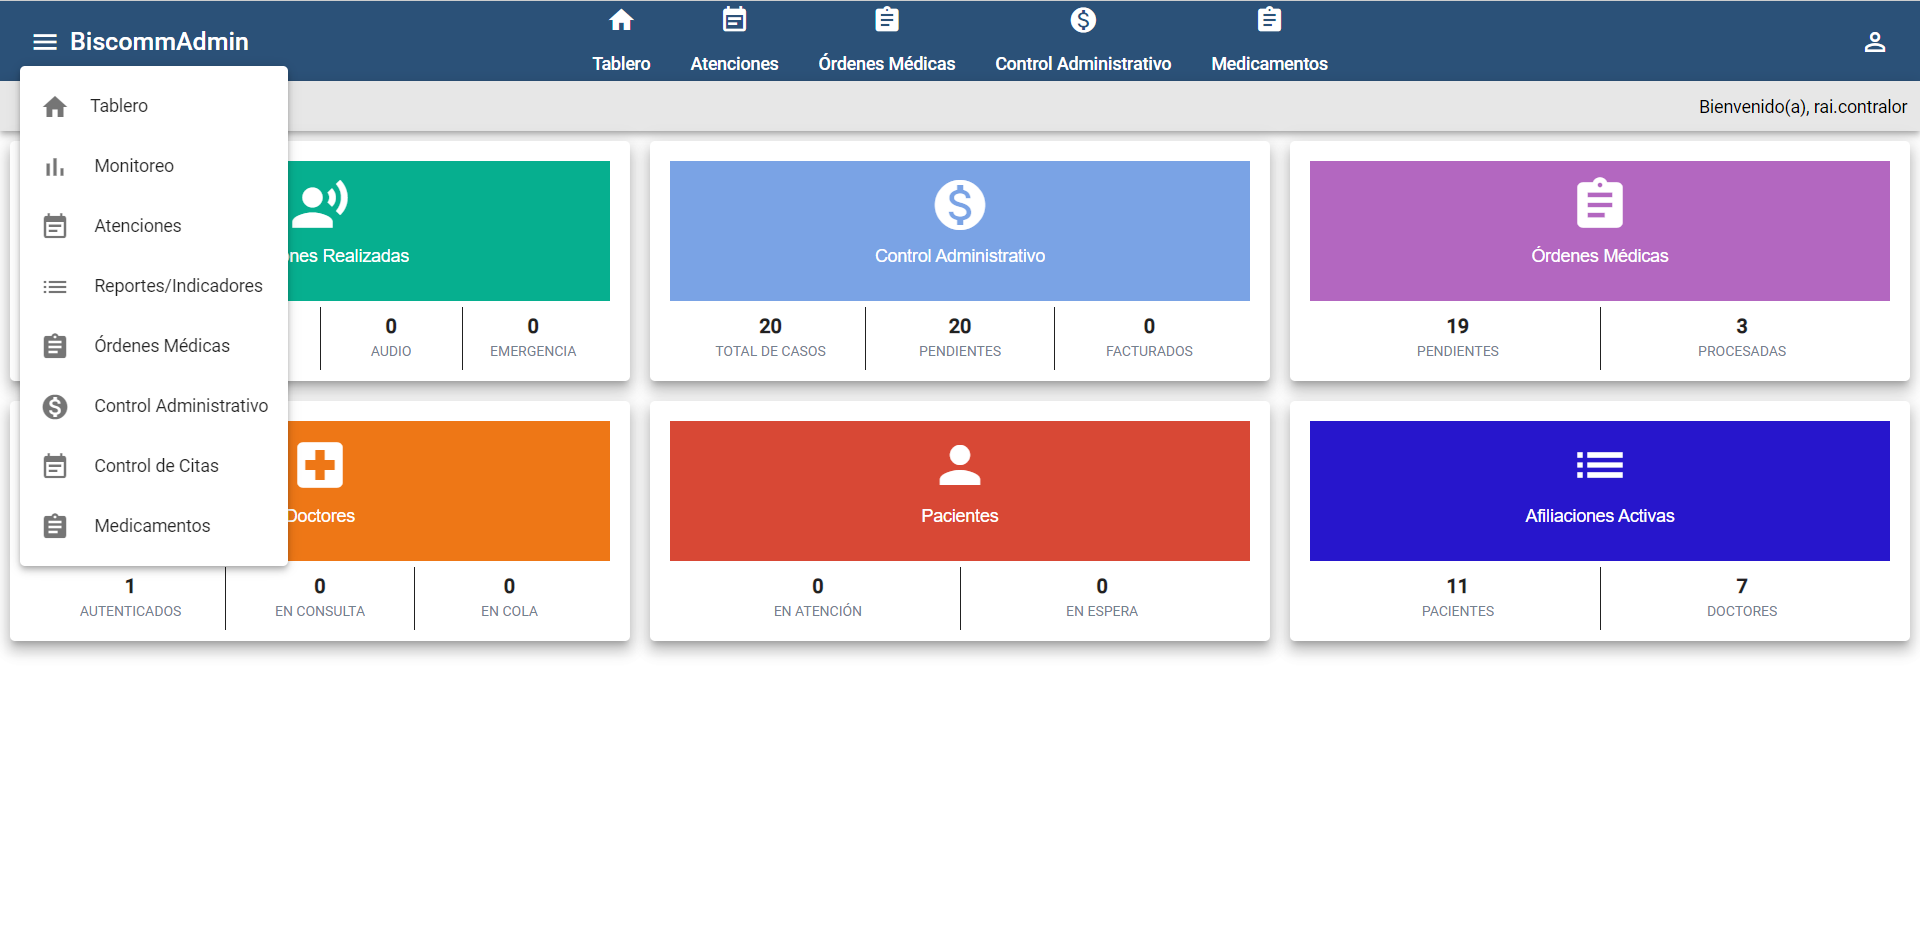 BiscommAdmin
Tablero
Atenciones
Órdenes Médicas
Control Administrativo
Medicamentos
Bienvenido(a), rai.contralor
Tablero
Monitoreo
Atenciones
Reportes/Indicadores
Órdenes Médicas
Control Administrativo
Control de Citas
Medicamentos
Realizadas
0
AUDIO
0
EMERGENCIA
Control Administrativo
20
TOTAL DE CASOS
20
PENDIENTES
0
FACTURADOS
Órdenes Médicas
19
PENDIENTES
3
PROCESADAS
Doctores
1
AUTENTICADOS
0
EN CONSULTA
0
EN COLA
Pacientes
0
EN ATENCIÓN
0
EN ESPERA
Afiliaciones Activas
11
PACIENTES
7
DOCTORES